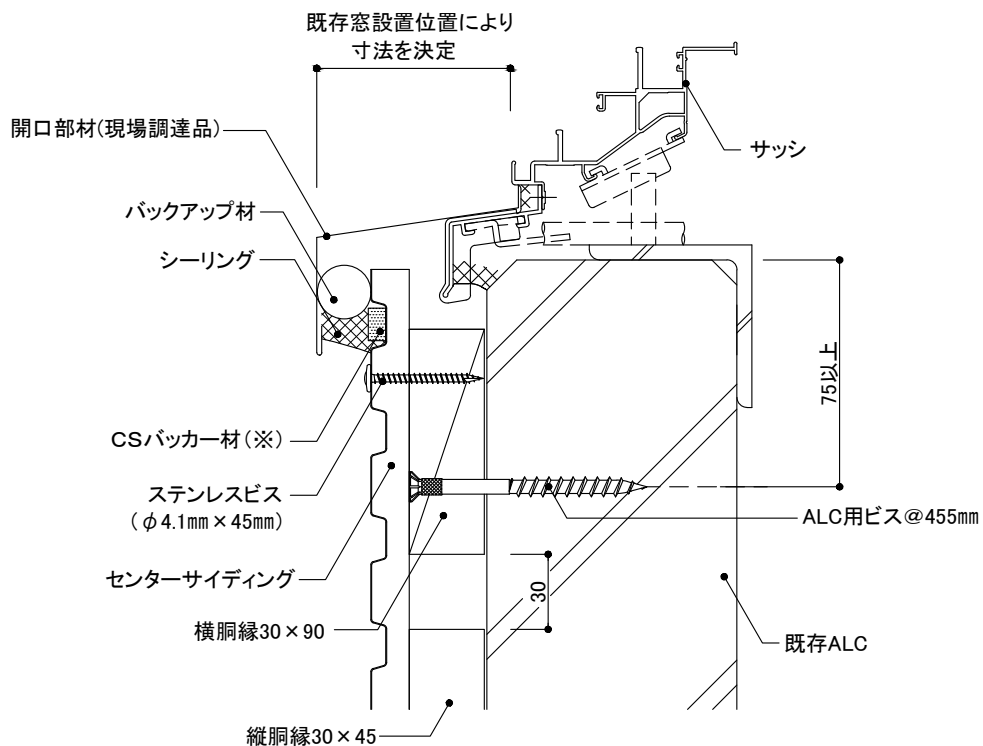 既存窓設置位置により
寸法を決定
開口部材(現場調達品)
サッシ
バックアップ材
シーリング
75以上
CSバッカー材(※)
ステンレスビス
(φ4.1mm×45mm)
ALC用ビス@455mm
センターサイディング
30
横胴縁30×90
既存ALC
縦胴縁30×45